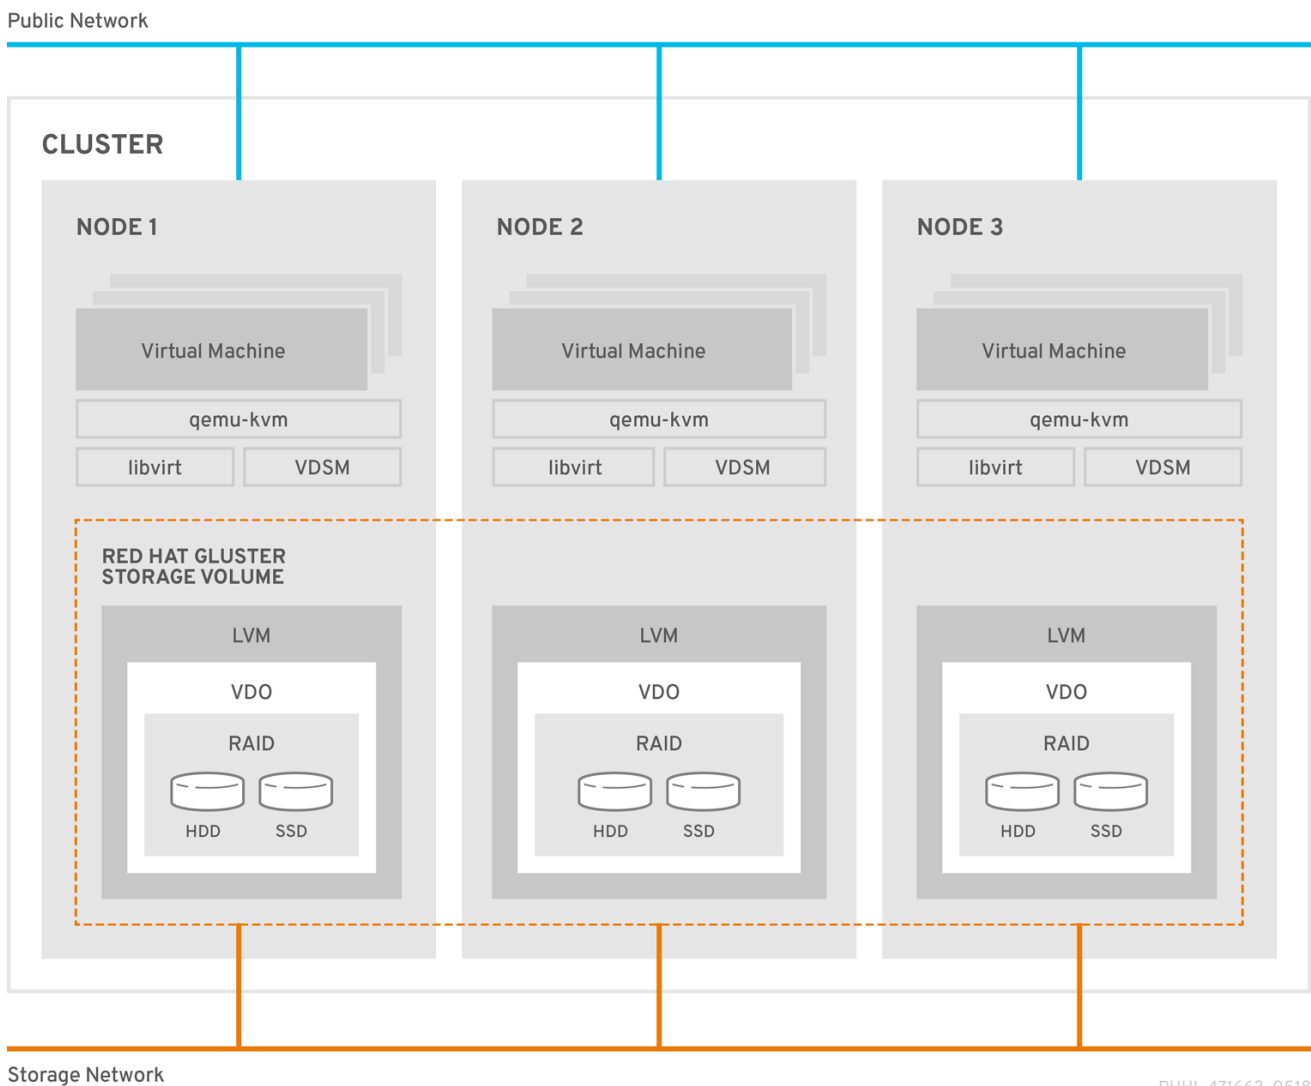 Public Network
CLUSTER
NODE 1
NODE 2
NODE 3
Virtual Machine
Virtual Machine
Virtual Machine
qemu-kvm
qemu-kvm
qemu-kvm
libvirt
VDSM
libvirt
VDSM
libvirt
VDSM
RED HAT GLUSTER
STORAGE VOLUME
LVM
LVM
LVM
VDO
VDO
VDO
RAID
RAID
RAID
HDD
SSD
HDD
SSD
HDD
SSD
Storage Network